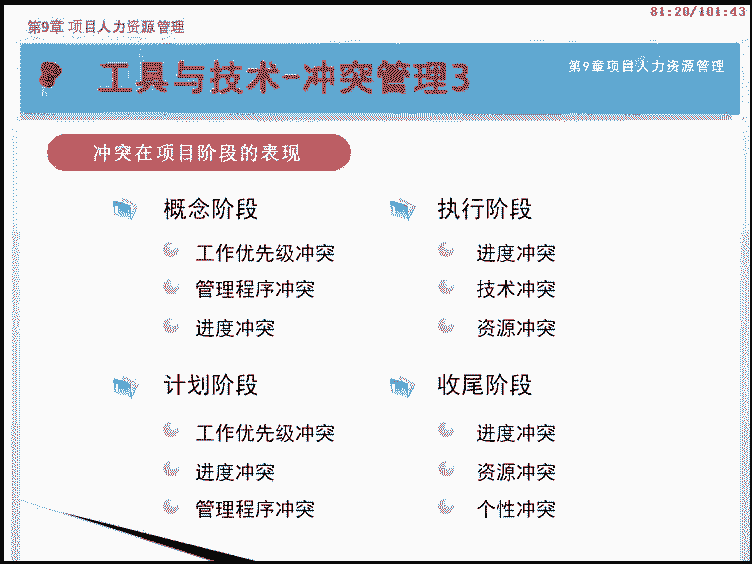 第9章 项目人力资源管理
81:20/101:43
工具与技术-冲突管理3
第9章项目人力资源管理
冲突在项目阶段的表现
概念阶段
工作优先级冲突
管理程序冲突
进度冲突
执行阶段
进度冲突
技术冲突
资源冲突
计划阶段
工作优先级冲突
进度冲突
管理程序冲突
收尾阶段
进度冲突
资源冲突
个性冲突